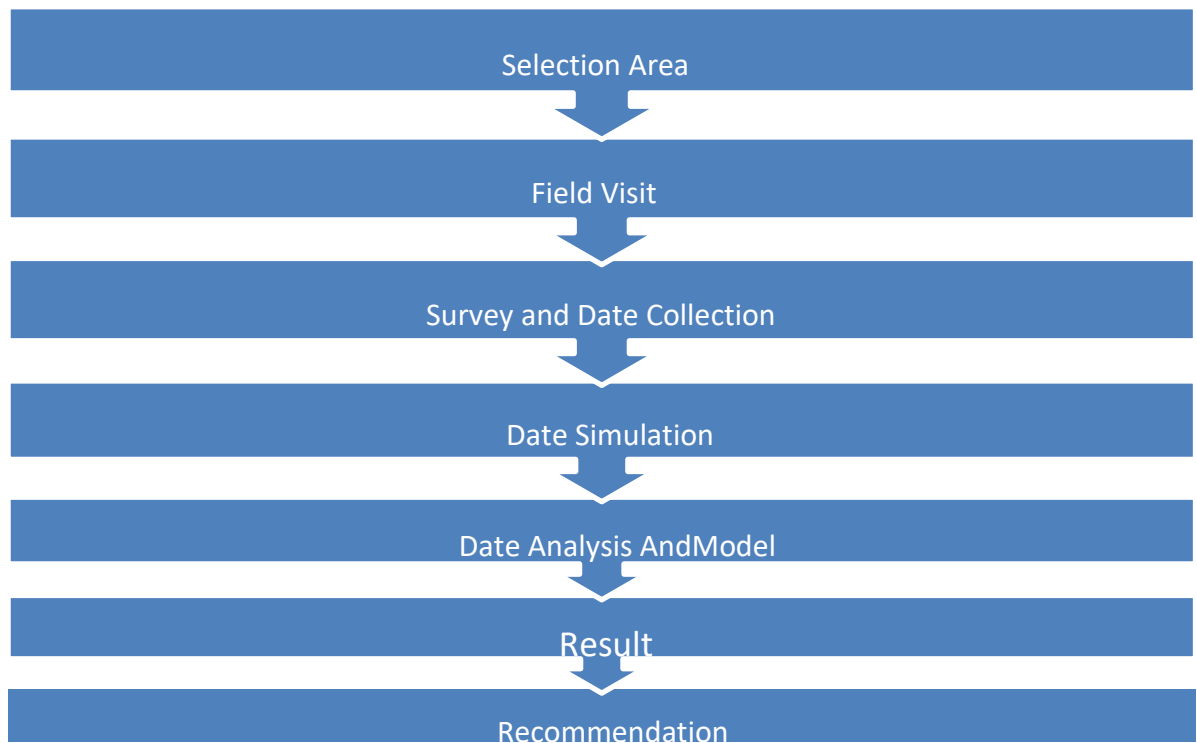 Selection Area
Field Visit
Survey and Date Collection
Date Simulation
Date Analysis AndModel
Result
Recommendation